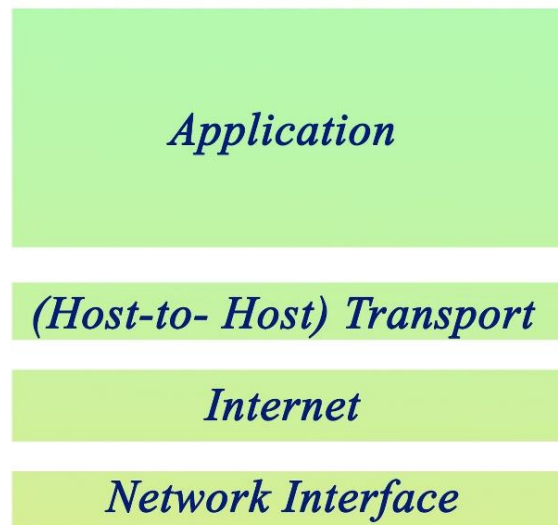 Application
(Host-to- Host) Transport
Internet
Network Interface